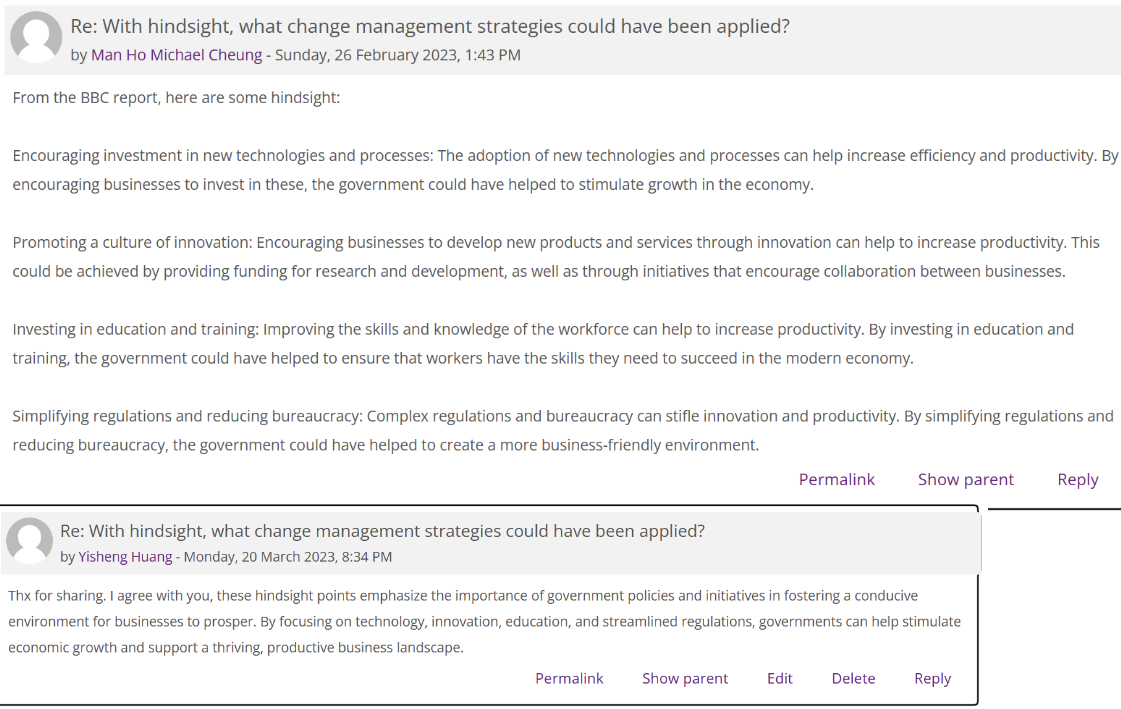 Re: With hindsight, what change management strategies could have been applied?
by Man Ho Michael Cheung - Sunday, 26 February 2023, 1:43 PM
From the BBC report, here are some hindsight:
Encouraging investment in new technologies and processes: The adoption of new technologies and processes can help increase efficiency and productivity. By
encouraging businesses to invest in these, the government could have helped to stimulate growth in the economy.
Promoting a culture of innovation: Encouraging businesses to develop new products and services through innovation can help to increase productivity. This
could be achieved by providing funding for research and development, as well as through initiatives that encourage collaboration between businesses.
Investing in education and training: Improving the skills and knowledge of the workforce can help to increase productivity. By investing in education and
training, the government could have helped to ensure that workers have the skills they need to succeed in the modern economy.
Simplifying regulations and reducing bureaucracy: Complex regulations and bureaucracy can stifle innovation and productivity. By simplifying regulations and
reducing bureaucracy, the government could have helped to create a more business-friendly environment.
Permalink Show parent Reply
Re: With hindsight, what change management strategies could have been applied?
by Yisheng Huang - Monday, 20 March 2023, 8:34 PM
Thx for sharing. I agree with you, these hindsight points emphasize the importance of government policies and initiatives in fostering a conducive
environment for businesses to prosper. By focusing on technology, innovation, education, and streamlined regulations, governments can help stimulate
economic growth and support a thriving, productive business landscape.
Permalink Show parent Edit Delete Reply